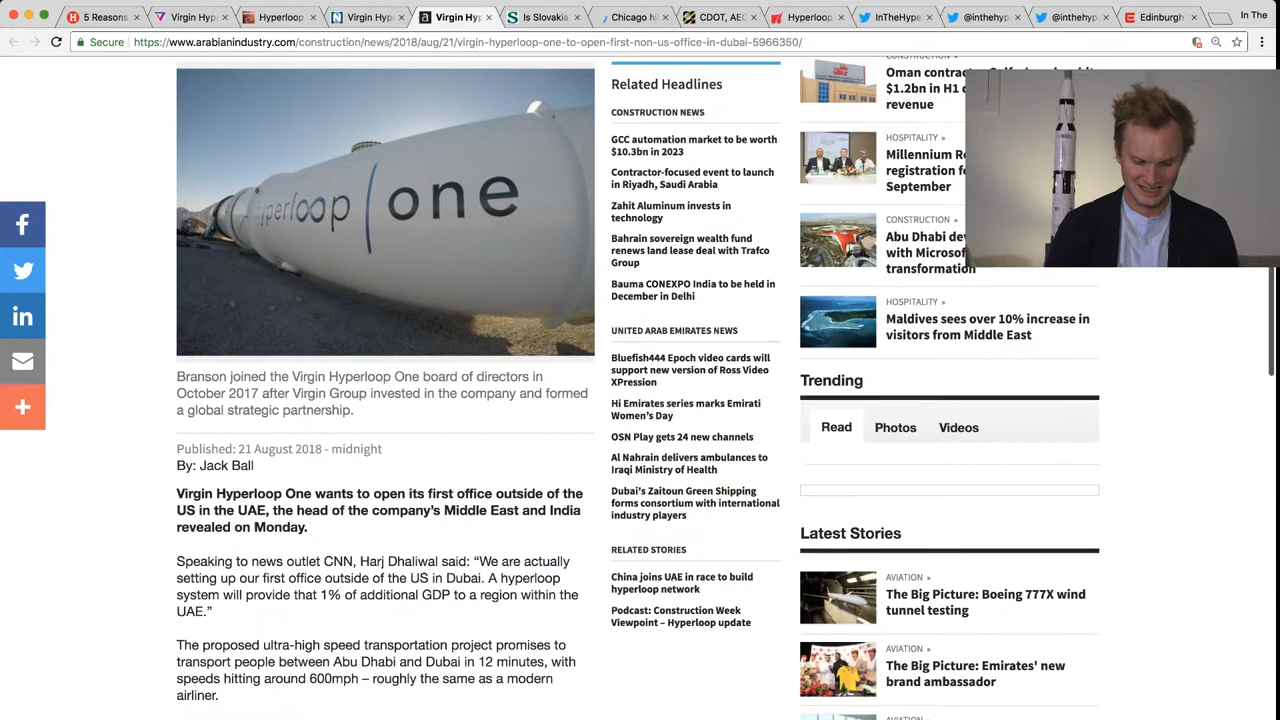 5 Reasons
Virgin Hype
Hyperloop
Virgin Hyp
Virgin Hyp
Is Slovakia
Chicago hi
CDOT, AEC
Hyperloop
InTheHype
@inthehyp
@inthehyp
Edinburgh
In The
Secure
https://www.arabianindustry.com/construction/news/2018/aug/21/virgin-hyperloop-one-to-open-first-non-us-office-in-dubai-5966350/
hyperloop | one
Branson joined the Virgin Hyperloop One board of directors in
October 2017 after Virgin Group invested in the company and formed
a global strategic partnership.
Published: 21 August 2018 - midnight
By: Jack Ball
Virgin Hyperloop One wants to open its first office outside of the
US in the UAE, the head of the company's Middle East and India
revealed on Monday.
Speaking to news outlet CNN, Harj Dhaliwal said: “We are actually
setting up our first office outside of the US in Dubai. A hyperloop
system will provide that 1% of additional GDP to a region within the
UAE.”
The proposed ultra-high speed transportation project promises to
transport people between Abu Dhabi and Dubai in 12 minutes, with
speeds hitting around 600mph – roughly the same as a modern
airliner.
Related Headlines
CONSTRUCTION NEWS
GCC automation market to be worth
$10.3bn in 2023
Contractor-focused event to launch
in Riyadh, Saudi Arabia
Zahit Aluminum invests in
technology
Bahrain sovereign wealth fund
renews land lease deal with Trafco
Group
Bauma CONEXPO India to be held in
December in Delhi
UNITED ARAB EMIRATES NEWS
Bluefish444 Epoch video cards will
support new version of Ross Video
XPression
Hi Emirates series marks Emirati
Women's Day
OSN Play gets 24 new channels
Al Nahrain delivers ambulances to
Iraqi Ministry of Health
Dubai's Zaitoun Green Shipping
forms consortium with international
industry players
RELATED STORIES
China joins UAE in race to build
hyperloop network
Podcast: Construction Week
Viewpoint – Hyperloop update
CONSTRUCTION »
Oman contrac
$1.2bn in H1
revenue
HOSPITALITY »
Millennium R
registration f
September
CONSTRUCTION »
Abu Dhabi dev
with Microsof
transformation
HOSPITALITY »
Maldives sees over 10% increase in
visitors from Middle East
Trending
Read
Photos
Videos
Latest Stories
AVIATION »
The Big Picture: Boeing 777X wind
tunnel testing
AVIATION »
The Big Picture: Emirates' new
brand ambassador